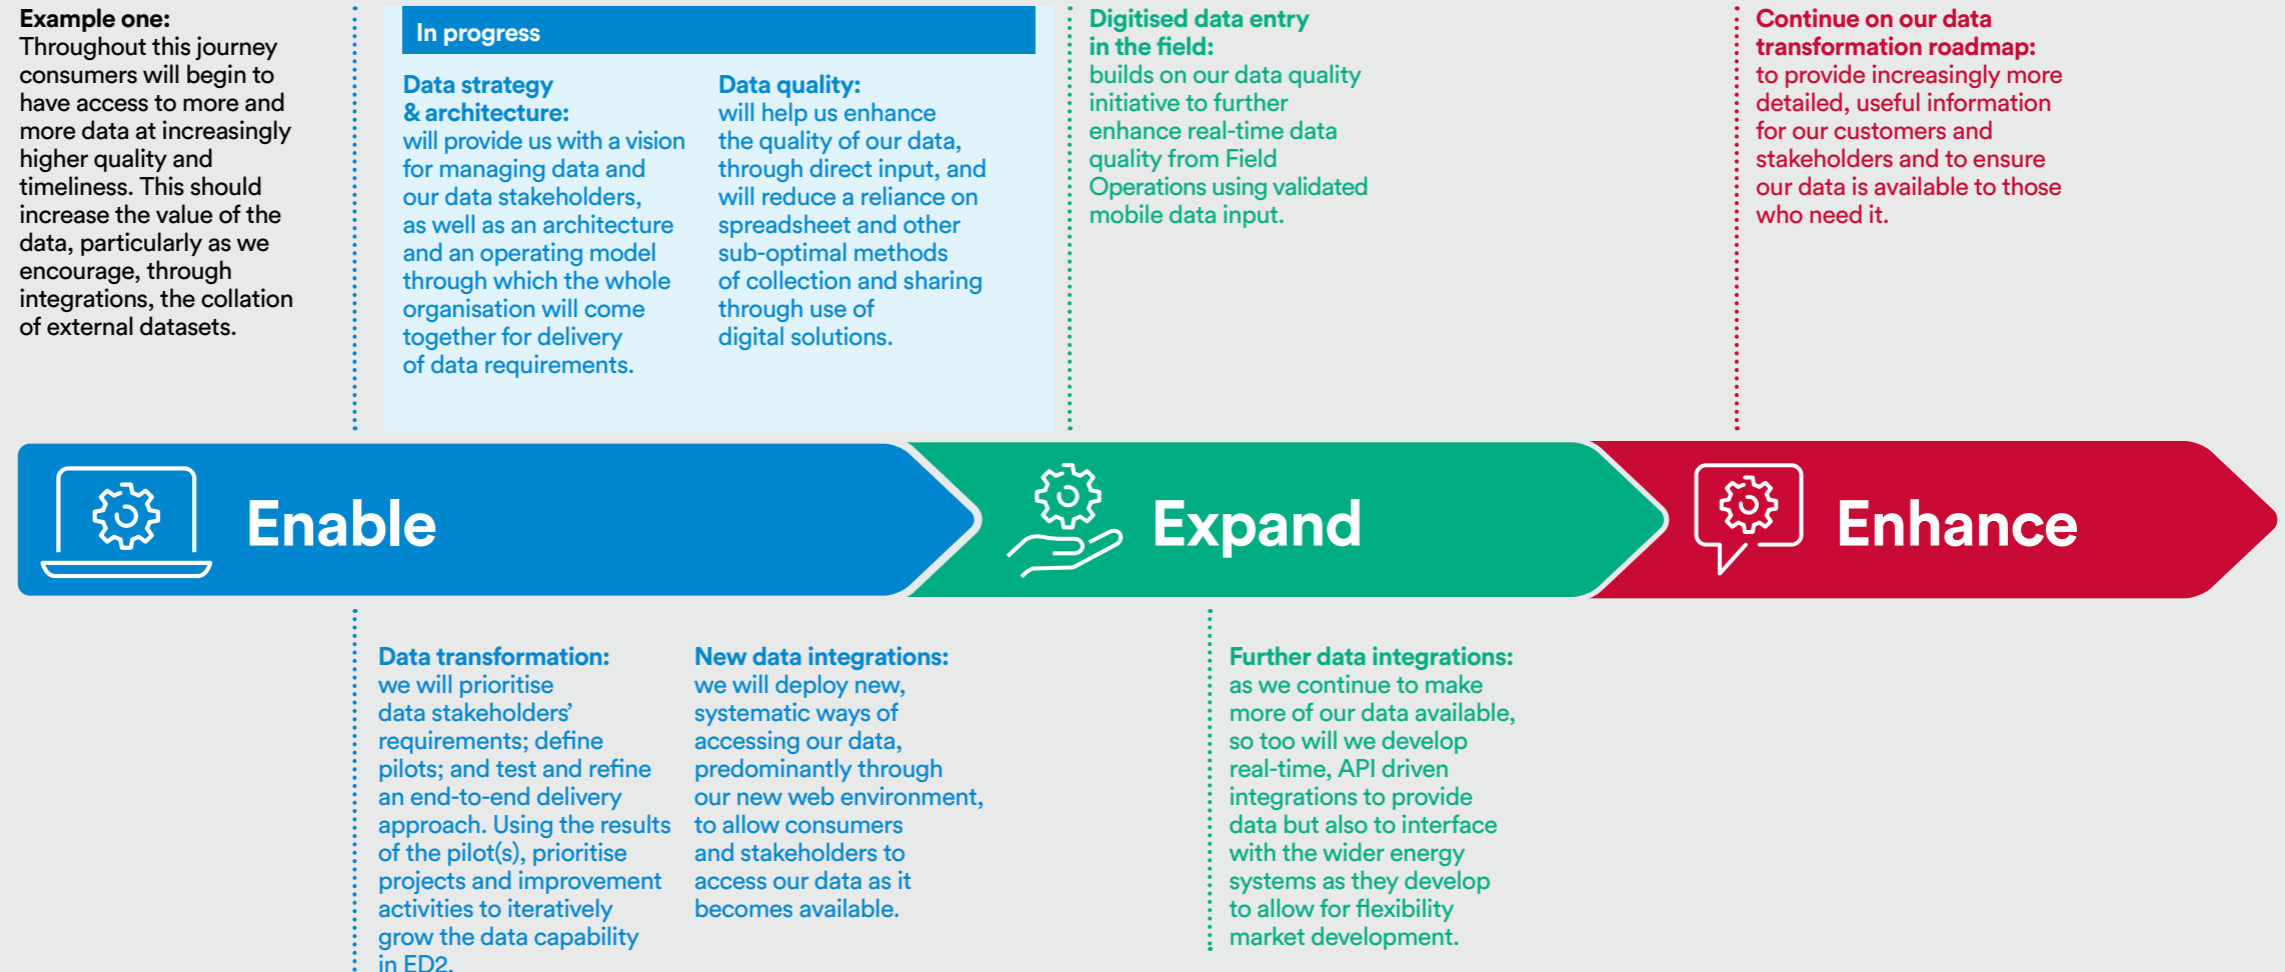 Example one:
Throughout this journey
consumers will begin to
have access to more and
more data at increasingly
higher quality and
timeliness. This should
increase the value of the
data, particularly as we
encourage, through
integrations, the collation
of external datasets.
In progress
Data strategy
& architecture:
will provide us with a vision
for managing data and
our data stakeholders,
as well as an architecture
and an operating model
through which the whole
organisation will come
together for delivery
of data requirements.
Data quality:
will help us enhance
the quality of our data,
through direct input, and
will reduce a reliance on
spreadsheet and other
sub-optimal methods
of collection and sharing
through use of
digital solutions.
Digitised data entry
in the field:
builds on our data quality
initiative to further
enhance real-time data
quality from Field
Operations using validated
mobile data input.
Continue on our data
transformation roadmap:
to provide increasingly more
detailed, useful information
for our customers and
stakeholders and to ensure
our data is available to those
who need it.
Enable
Expand
Enhance
Data transformation:
we will prioritise
data stakeholders’
requirements; define
pilots; and test and refine
an end-to-end delivery
approach. Using the results
of the pilot(s), prioritise
projects and improvement
activities to iteratively
grow the data capability
in ED2.
New data integrations:
we will deploy new,
systematic ways of
accessing our data,
predominantly through
our new web environment,
to allow consumers
and stakeholders to
access our data as it
becomes available.
Further data integrations:
as we continue to make
more of our data available,
so too will we develop
real-time, API driven
integrations to provide
data but also to interface
with the wider energy
systems as they develop
to allow for flexibility
market development.